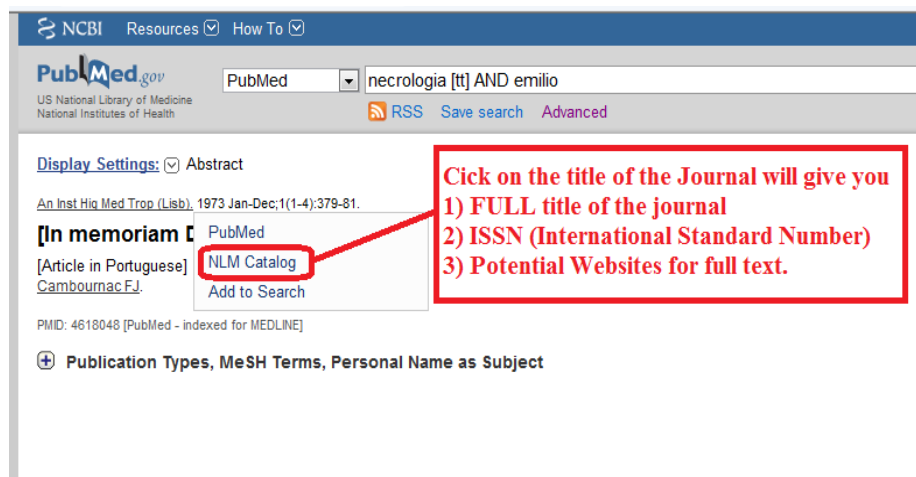 NCBI Resources How To
PubMed.gov
US National Library of Medicine
National Institutes of Health
PubMed
necrologia [tt] AND emilio
RSS Save search Advanced
Display Settings: Abstract
An Inst Hig Med Trop (Lisb). 1973 Jan-Dec;1(1-4):379-81.
[In memoriam D
[Article in Portuguese]
Cambournac FJ.
PubMed
NLM Catalog
Add to Search
PMID: 4618048 [PubMed - indexed for MEDLINE]
Publication Types, MeSH Terms, Personal Name as Subject
Cick on the title of the Journal will give you
1) FULL title of the journal
2) ISSN (International Standard Number)
3) Potential Websites for full text.